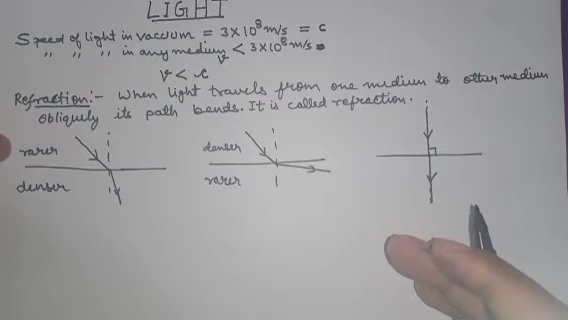 LIGHT
Speed of light in vacuum = 3×10⁸ m/s = c
,, ,, ,, in any medium < 3×10⁸ m/s
v
v < c
Refraction:- When light travels from one medium to other medium
obliquely its path bends. It is called refraction.
rarer
denser
denser
rarer